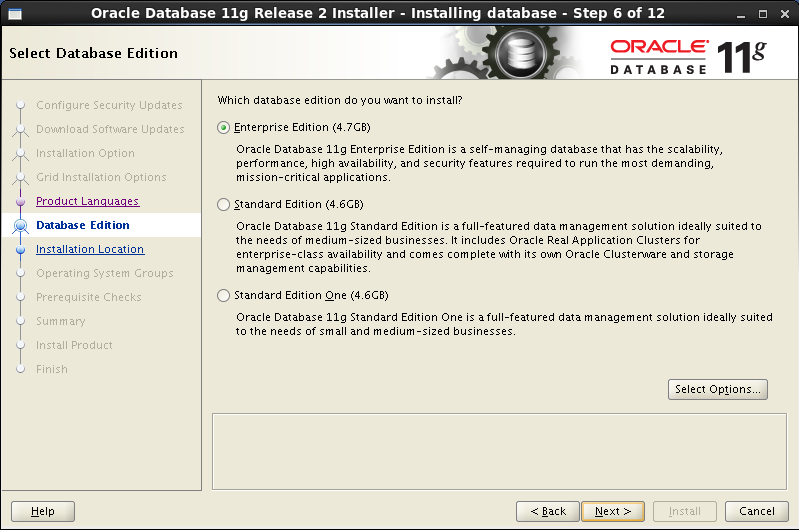 Oracle Database 11g Release 2 Installer - Installing database - Step 6 of 12
Select Database Edition
ORACLE
DATABASE 11g
Configure Security Updates
Download Software Updates
Installation Option
Grid Installation Options
Product Languages
Database Edition
Installation Location
Operating System Groups
Prerequisite Checks
Summary
Install Product
Finish
Which database edition do you want to install?
Enterprise Edition (4.7GB)
Oracle Database 11g Enterprise Edition is a self-managing database that has the scalability,
performance, high availability, and security features required to run the most demanding,
mission-critical applications.
Standard Edition (4.6GB)
Oracle Database 11g Standard Edition is a full-featured data management solution ideally suited to
the needs of medium-sized businesses. It includes Oracle Real Application Clusters for
enterprise-class availability and comes complete with its own Oracle Clusterware and storage
management capabilities.
Standard Edition One (4.6GB)
Oracle Database 11g Standard Edition One is a full-featured data management solution ideally suited
to the needs of small and medium-sized businesses.
Select Options...
Help
< Back
Next >
Install
Cancel